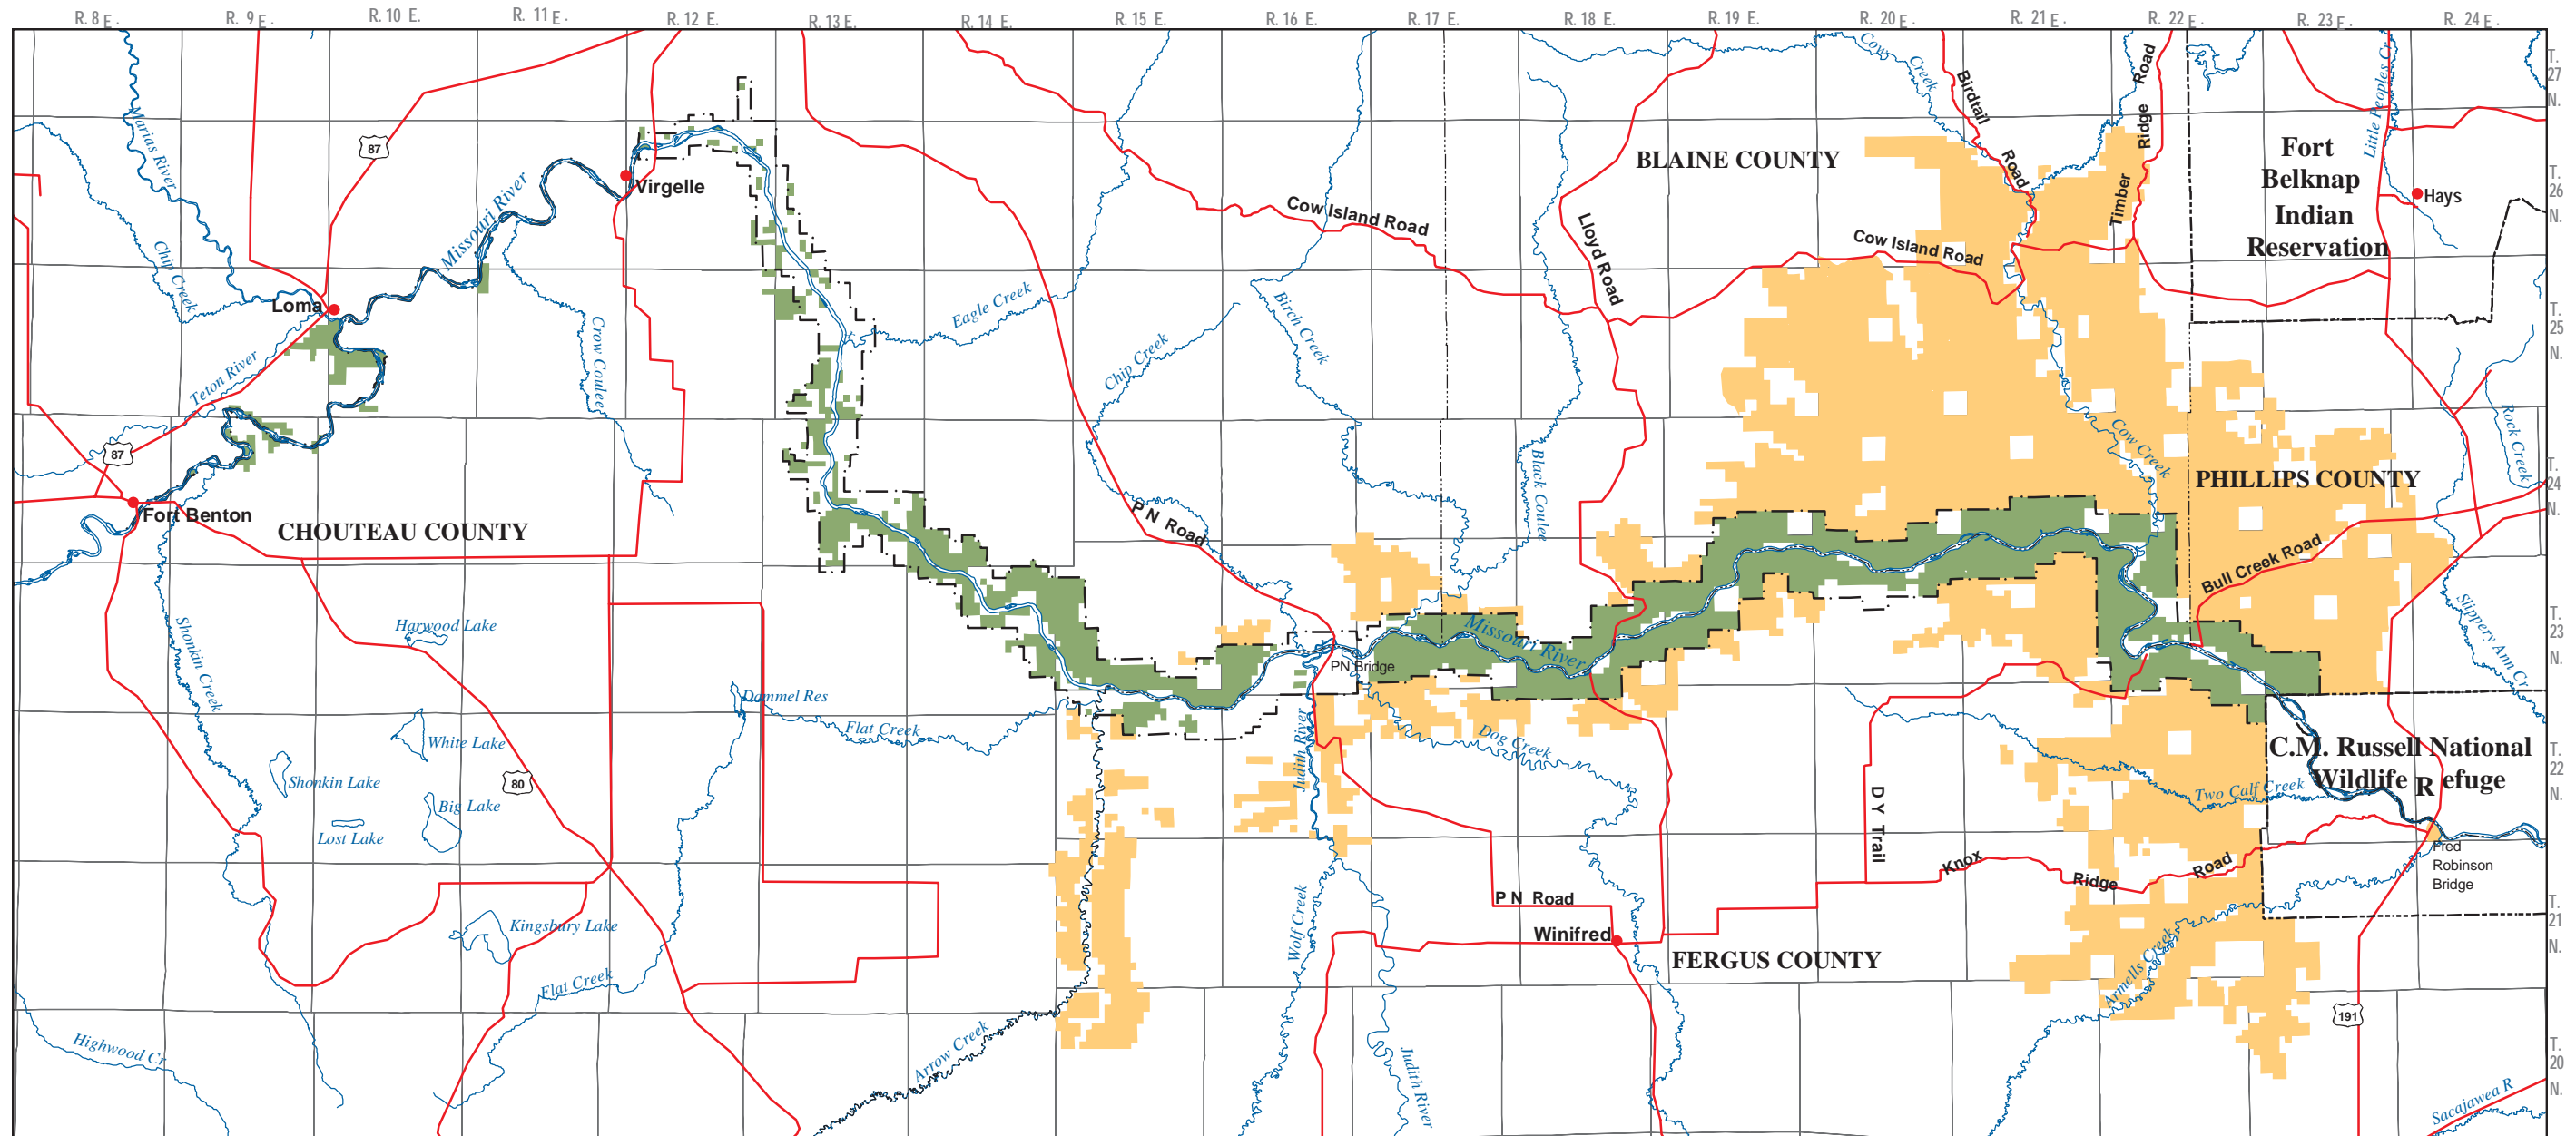 R. 8 E.
R. 9 E.
R. 10 E.
R. 11 E.
R. 12 E.
R. 13 E.
R. 14 E.
R. 15 E.
R. 16 E.
R. 17 E.
R. 18 E.
R. 19 E.
R. 20 E.
R. 21 E.
R. 22 E.
R. 23 E.
R. 24 E.
T.
27
N.
T.
26
N.
T.
25
N.
T.
24
N.
T.
23
N.
T.
22
N.
T.
21
N.
T.
20
N.
Marias River
87
Missouri River
Virgelle
Chip Creek
Loma
Teton River
Crow Coulee
87
Fort Benton
CHOUTEAU COUNTY
Eagle Creek
Chip Creek
Birch Creek
Cow Island Road
BLAINE COUNTY
Lloyd Road
Cow Island Road
Cow
Creek
Birdtail
Road
Timber
Ridge
Road
Fort
Belknap
Indian
Reservation
Little Peoples Cr
Hays
Rock Creek
Black Coulee
Cow Creek
PHILLIPS COUNTY
Bull Creek Road
Slippery Ann Cr
P N Road
Missouri River
PN Bridge
Shonkin Creek
Harwood Lake
White Lake
Shonkin Lake
Big Lake
Lost Lake
80
Dammel Res
Flat Creek
Judith River
Dog Creek
C.M. Russell National
Wildlife Refuge
Two Calf Creek
D Y Trail
Knox
Ridge
Road
Fred
Robinson
Bridge
Kingsbury Lake
Flat Creek
Wolf Creek
P N Road
Winifred
FERGUS COUNTY
Armells Creek
191
Highwood Cr
Arrow Creek
Judith River
Sacajawea R